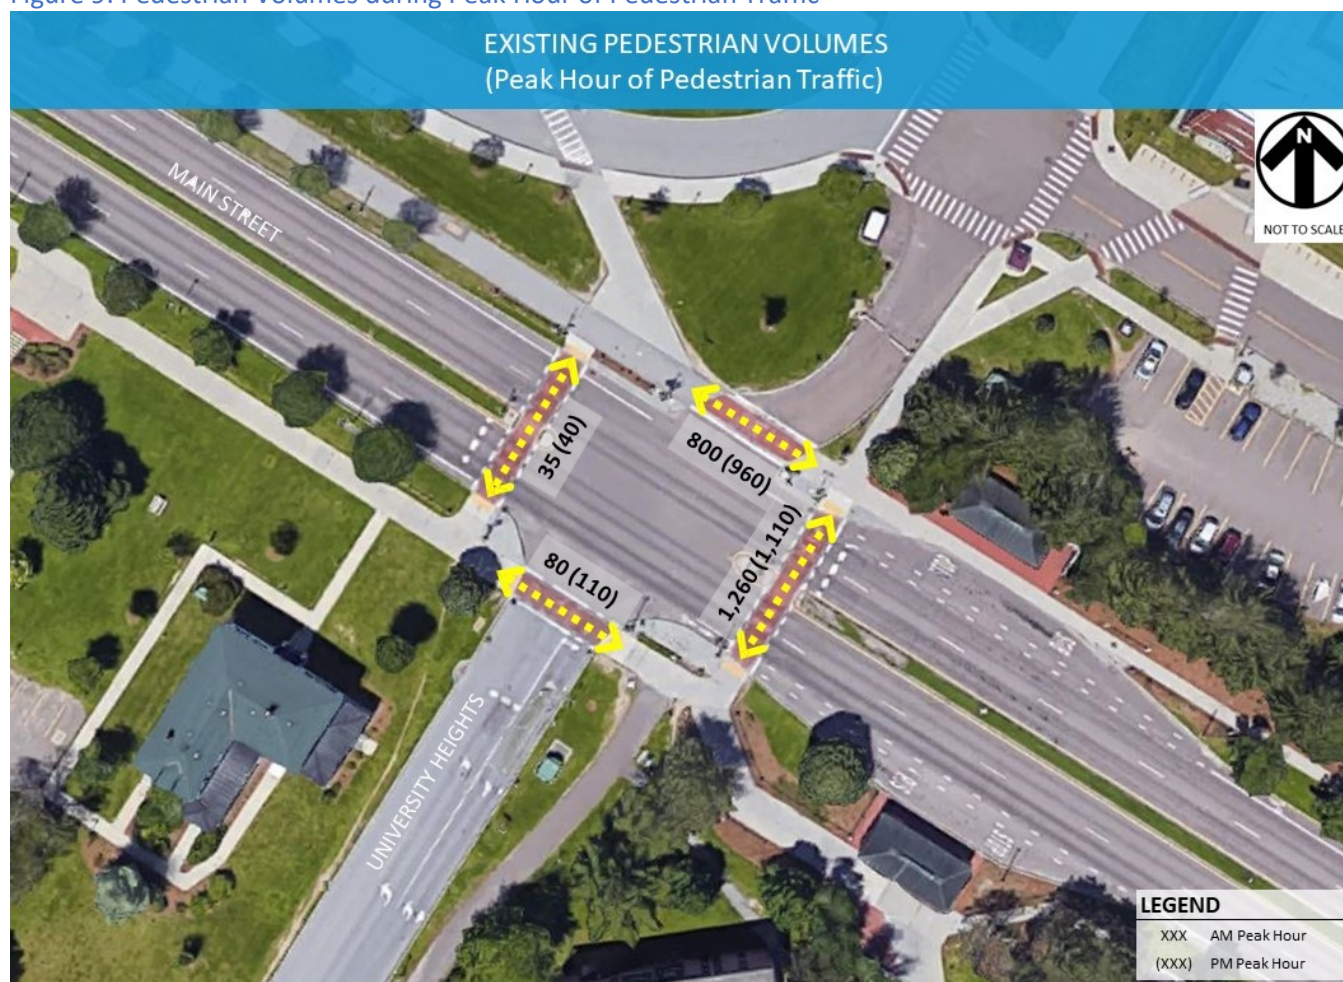 EXISTING PEDESTRIAN VOLUMES
(Peak Hour of Pedestrian Traffic)
N
NOT TO SCALE
MAIN STREET
35 (40)
800 (960)
1,260 (1,110)
80 (110)
UNIVERSITY HEIGHTS
LEGEND
XXX AM Peak Hour
(XXX) PM Peak Hour